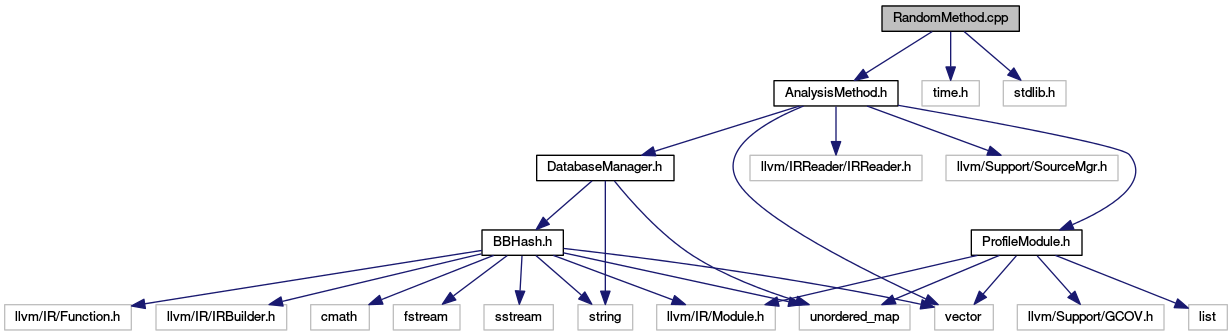 RandomMethod.cpp
AnalysisMethod.h
time.h
stdlib.h
DatabaseManager.h
llvm/IRReader/IRReader.h
llvm/Support/SourceMgr.h
BBHash.h
ProfileModule.h
llvm/IR/Function.h
llvm/IR/IRBuilder.h
cmath
fstream
sstream
string
llvm/IR/Module.h
unordered_map
vector
llvm/Support/GCOV.h
list